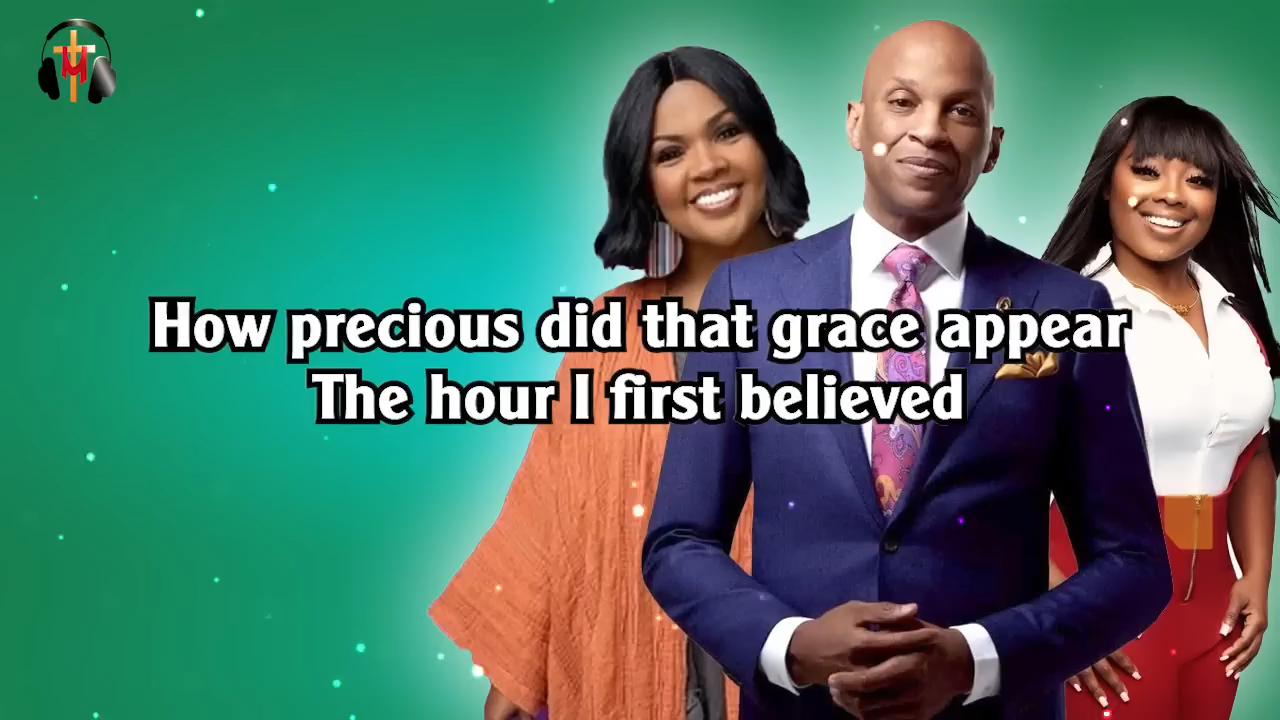 How precious did that grace appear
The hour I first believed